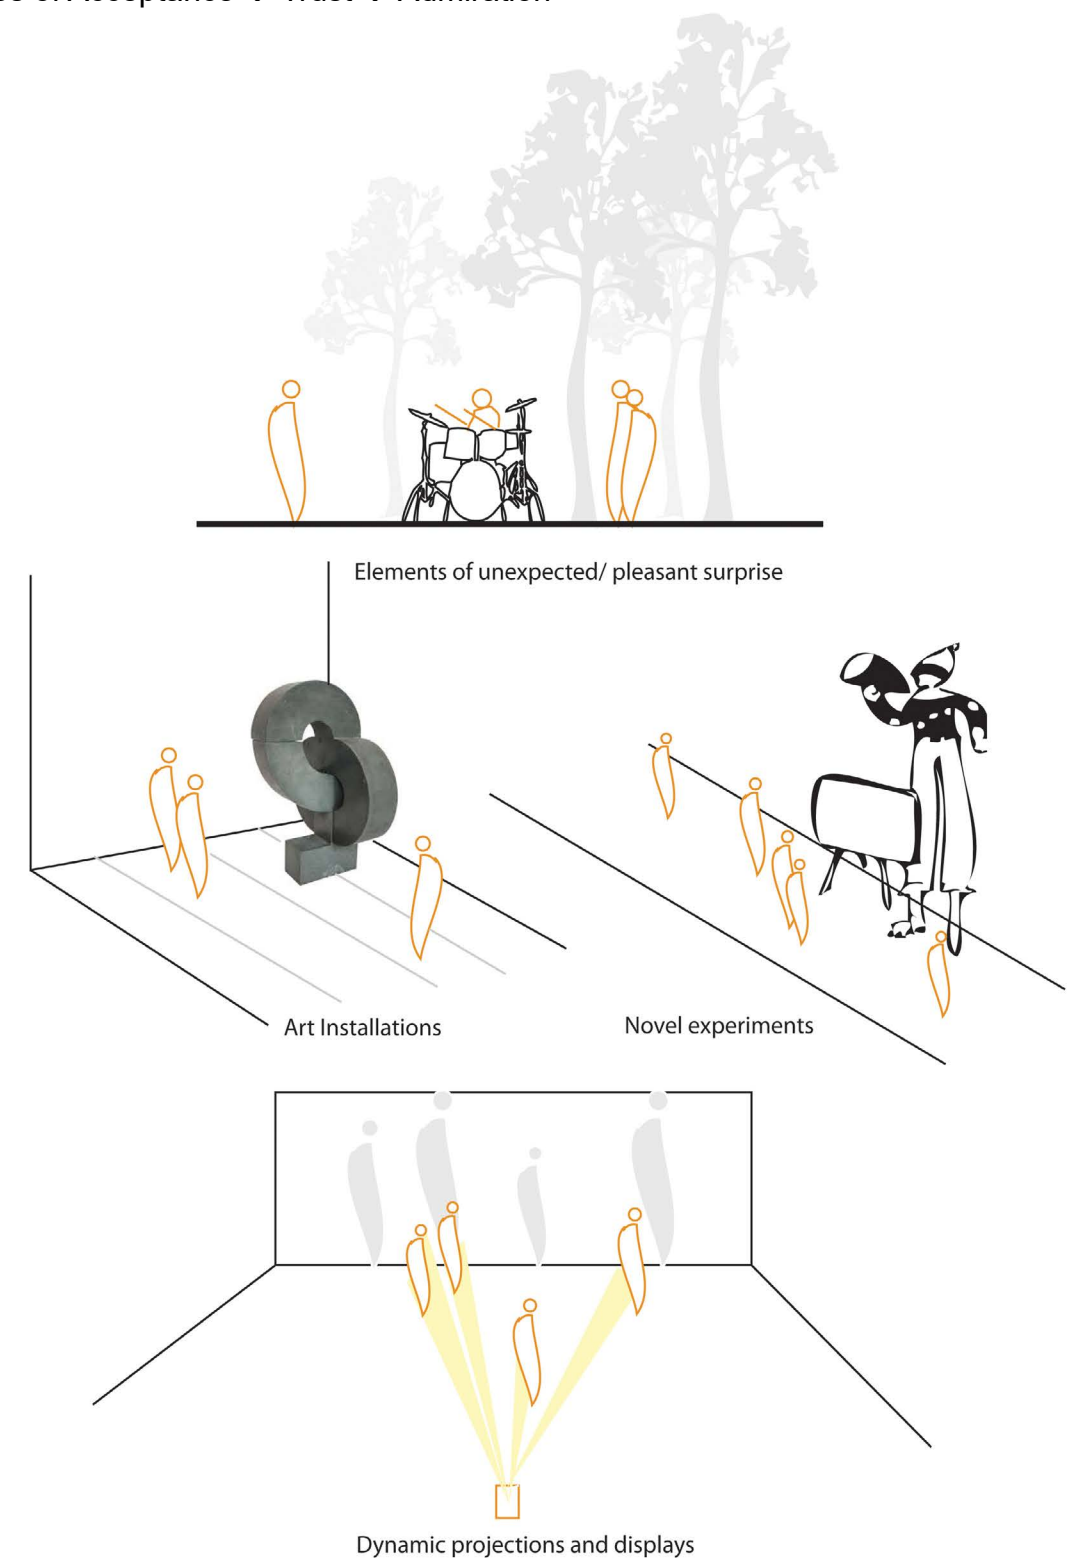 Elements of unexpected/ pleasant surprise
Art Installations
Novel experiments
Dynamic projections and displays